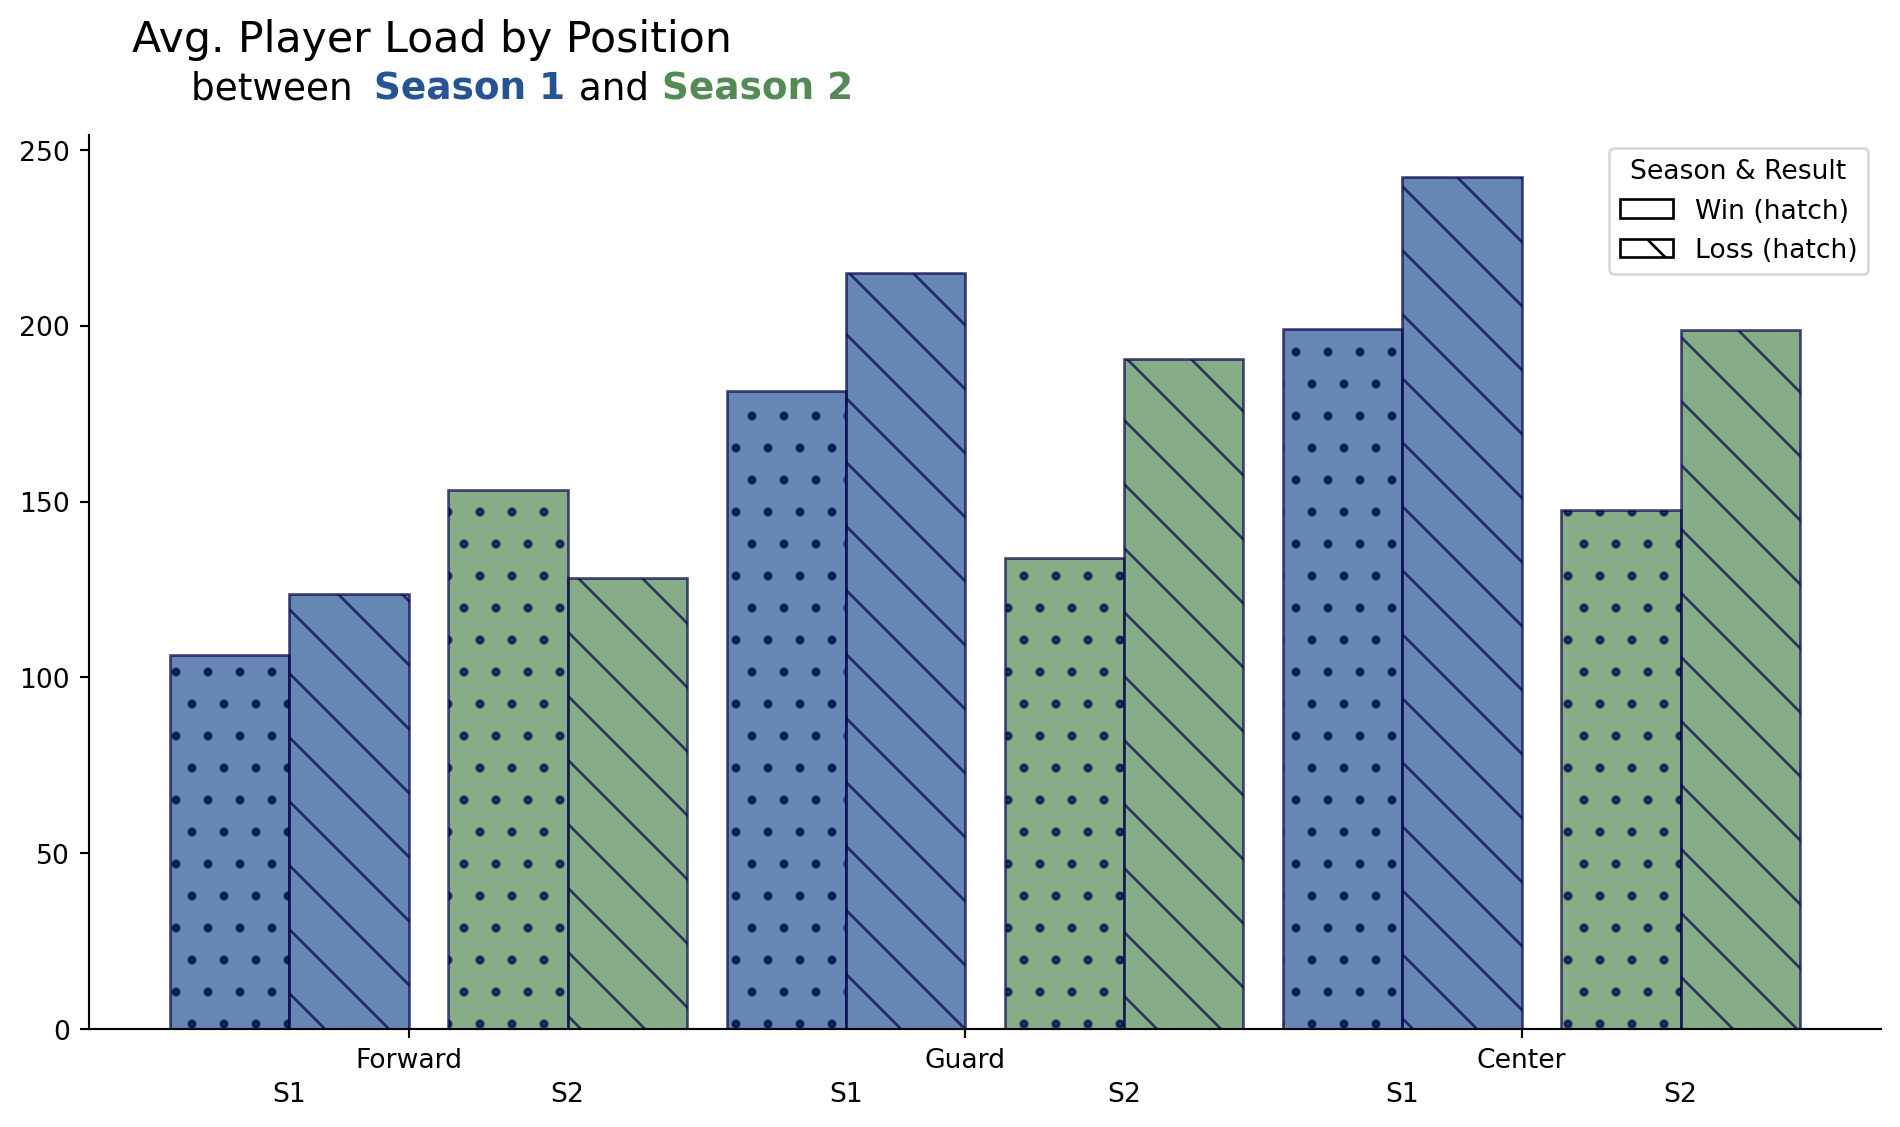 Avg. Player Load by Position
between Season 1 and Season 2
250
200
150
100
50
0
Season & Result
Win (hatch)
Loss (hatch)
Forward Guard Center
S1 S2 S1 S2 S1 S2